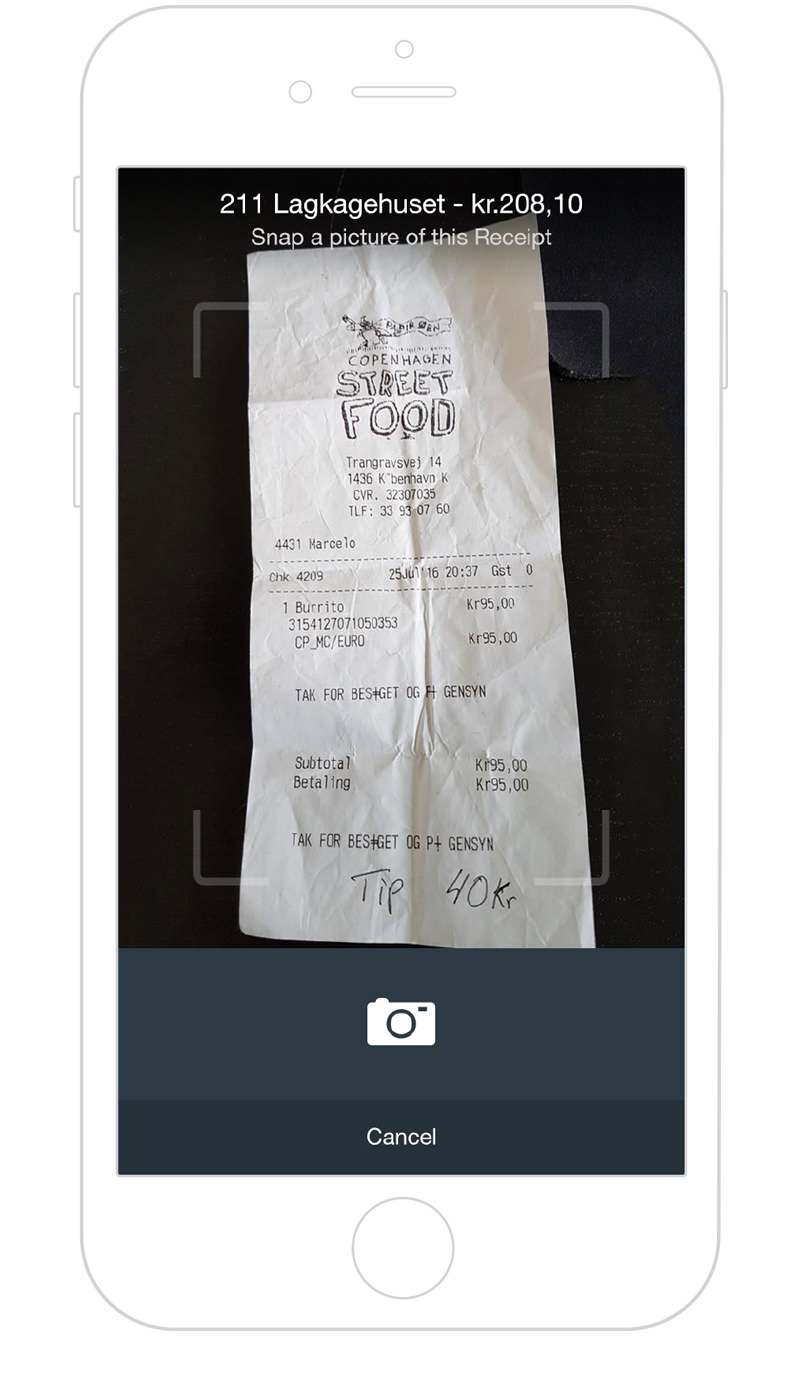 211 Lagkagehuset - kr.208,10
Snap a picture of this Receipt
PAPIRØEN
COPENHAGEN
STREET
FOOD
Trangravsvej 14
1436 K¨benhavn K
CVR. 32307035
TLF: 33 93 07 60
4431 Marcelo
Chk 4209 25Jul'16 20:37 Gst 0
1 Burrito Kr95,00
3154127071050353
CP_MC/EURO Kr95,00
TAK FOR BES╪GET OG P┼ GENSYN
Subtotal Kr95,00
Betaling Kr95,00
TAK FOR BES╪GET OG P┼ GENSYN
Tip 40Kr
Cancel